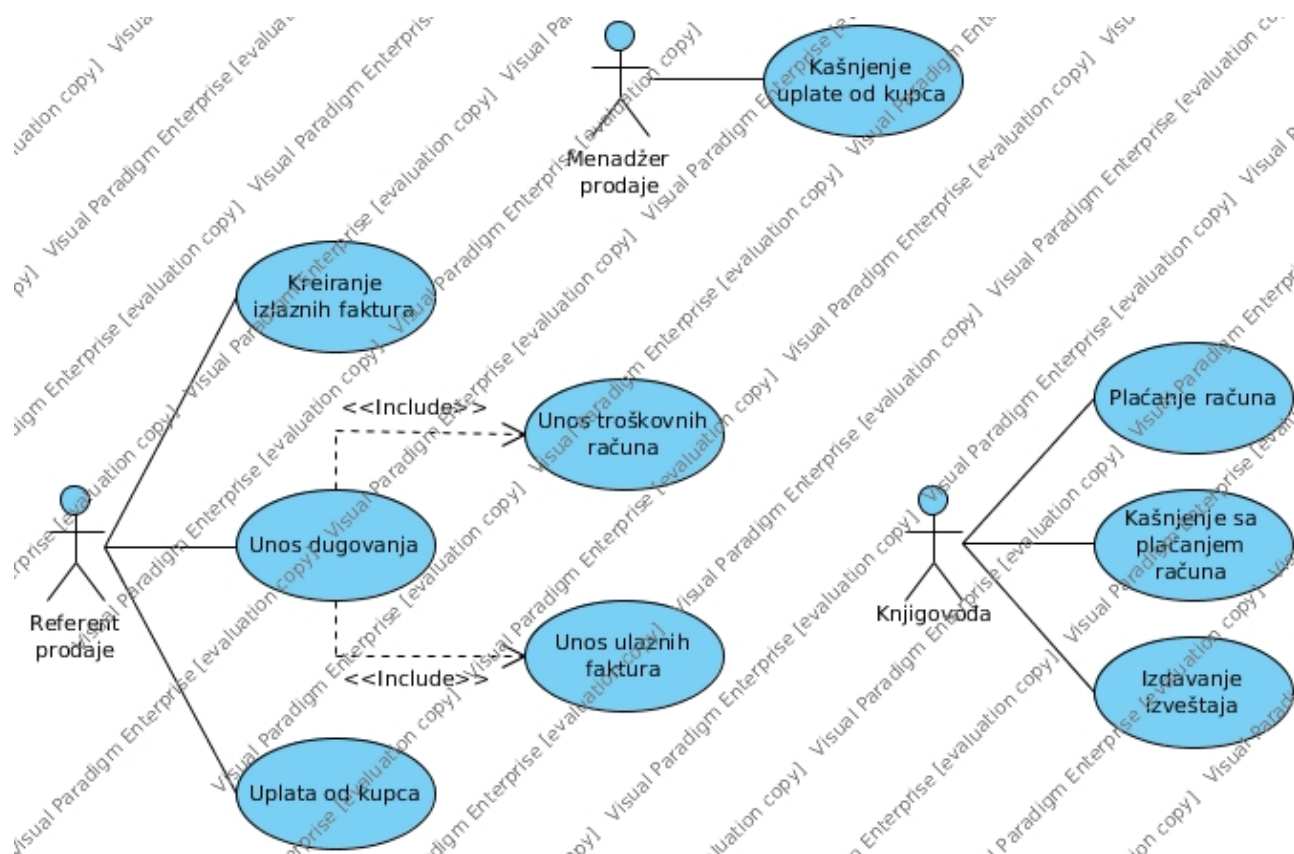 Kašnjenje
uplate od kupca
Menadžer
prodaje
Kreiranje
izlaznih faktura
<<Include>>
Unos troškovnih
računa
Plaćanje računa
Unos dugovanja
Kašnjenje sa
plaćanjem
računa
Referent
prodaje
Knjigovođa
Unos ulaznih
faktura
<<Include>>
Izdavanje
izveštaja
Uplata od kupca
Visual Paradigm Enterprise [evaluation copy]